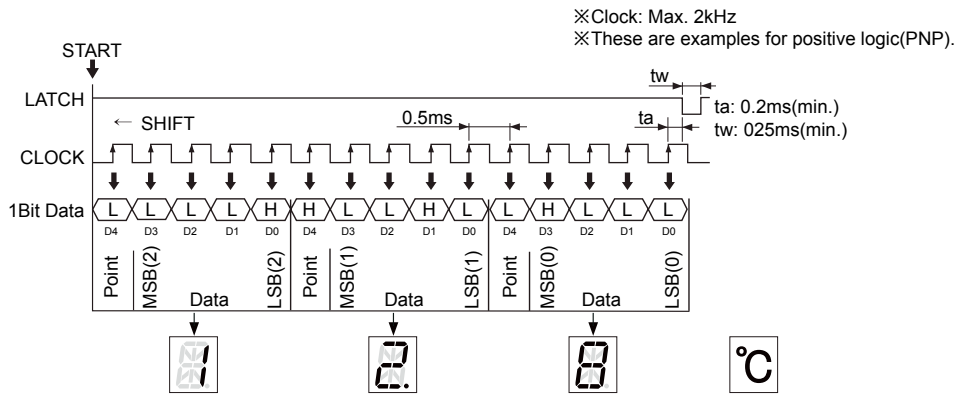 ※Clock: Max. 2kHz
※These are examples for positive logic(PNP).
START
tw
LATCH
ta: 0.2ms(min.)
tw: 025ms(min.)
← SHIFT
0.5ms
ta
CLOCK
1Bit Data L L L L H H L L H L L H L L L
D4 D3 D2 D1 D0 D4 D3 D2 D1 D0 D4 D3 D2 D1 D0
Point MSB(2) Data LSB(2) Point MSB(1) Data LSB(1) Point MSB(0) Data LSB(0)
1 2. 8 °C